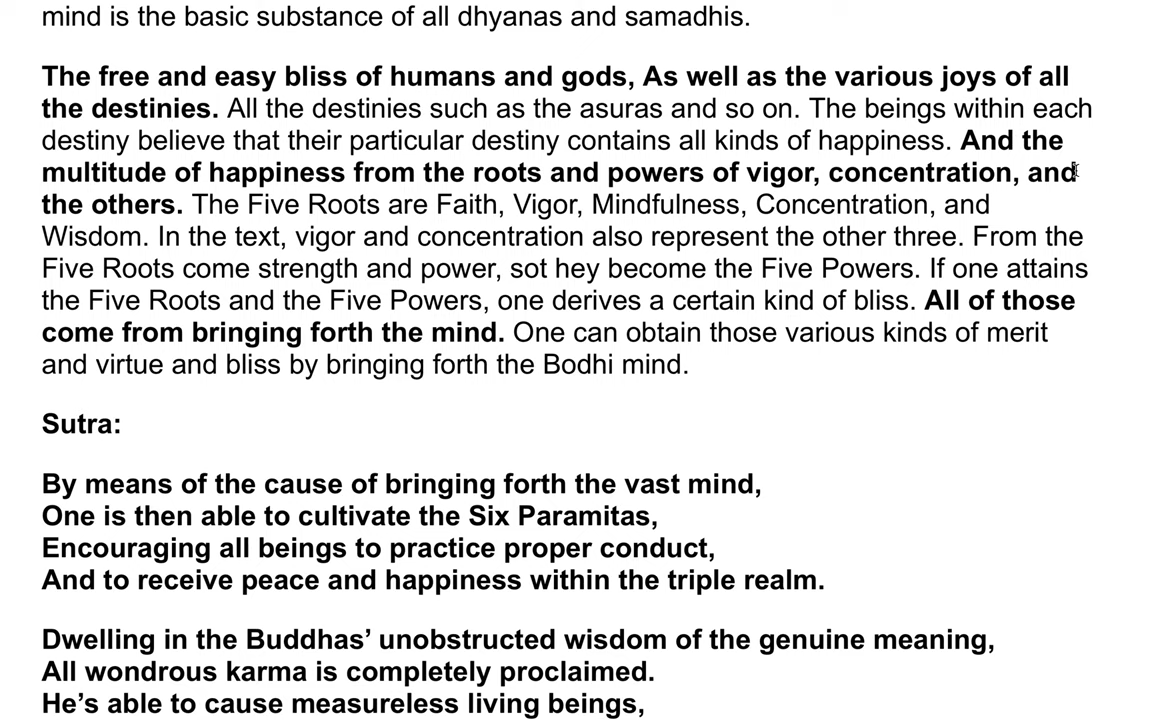 mind is the basic substance of all dhyanas and samadhis.
The free and easy bliss of humans and gods, As well as the various joys of all
the destinies. All the destinies such as the asuras and so on. The beings within each
destiny believe that their particular destiny contains all kinds of happiness. And the
multitude of happiness from the roots and powers of vigor, concentration, and
the others. The Five Roots are Faith, Vigor, Mindfulness, Concentration, and
Wisdom. In the text, vigor and concentration also represent the other three. From the
Five Roots come strength and power, sot hey become the Five Powers. If one attains
the Five Roots and the Five Powers, one derives a certain kind of bliss. All of those
come from bringing forth the mind. One can obtain those various kinds of merit
and virtue and bliss by bringing forth the Bodhi mind.
Sutra:
By means of the cause of bringing forth the vast mind,
One is then able to cultivate the Six Paramitas,
Encouraging all beings to practice proper conduct,
And to receive peace and happiness within the triple realm.
Dwelling in the Buddhas’ unobstructed wisdom of the genuine meaning,
All wondrous karma is completely proclaimed.
He’s able to cause measureless living beings,